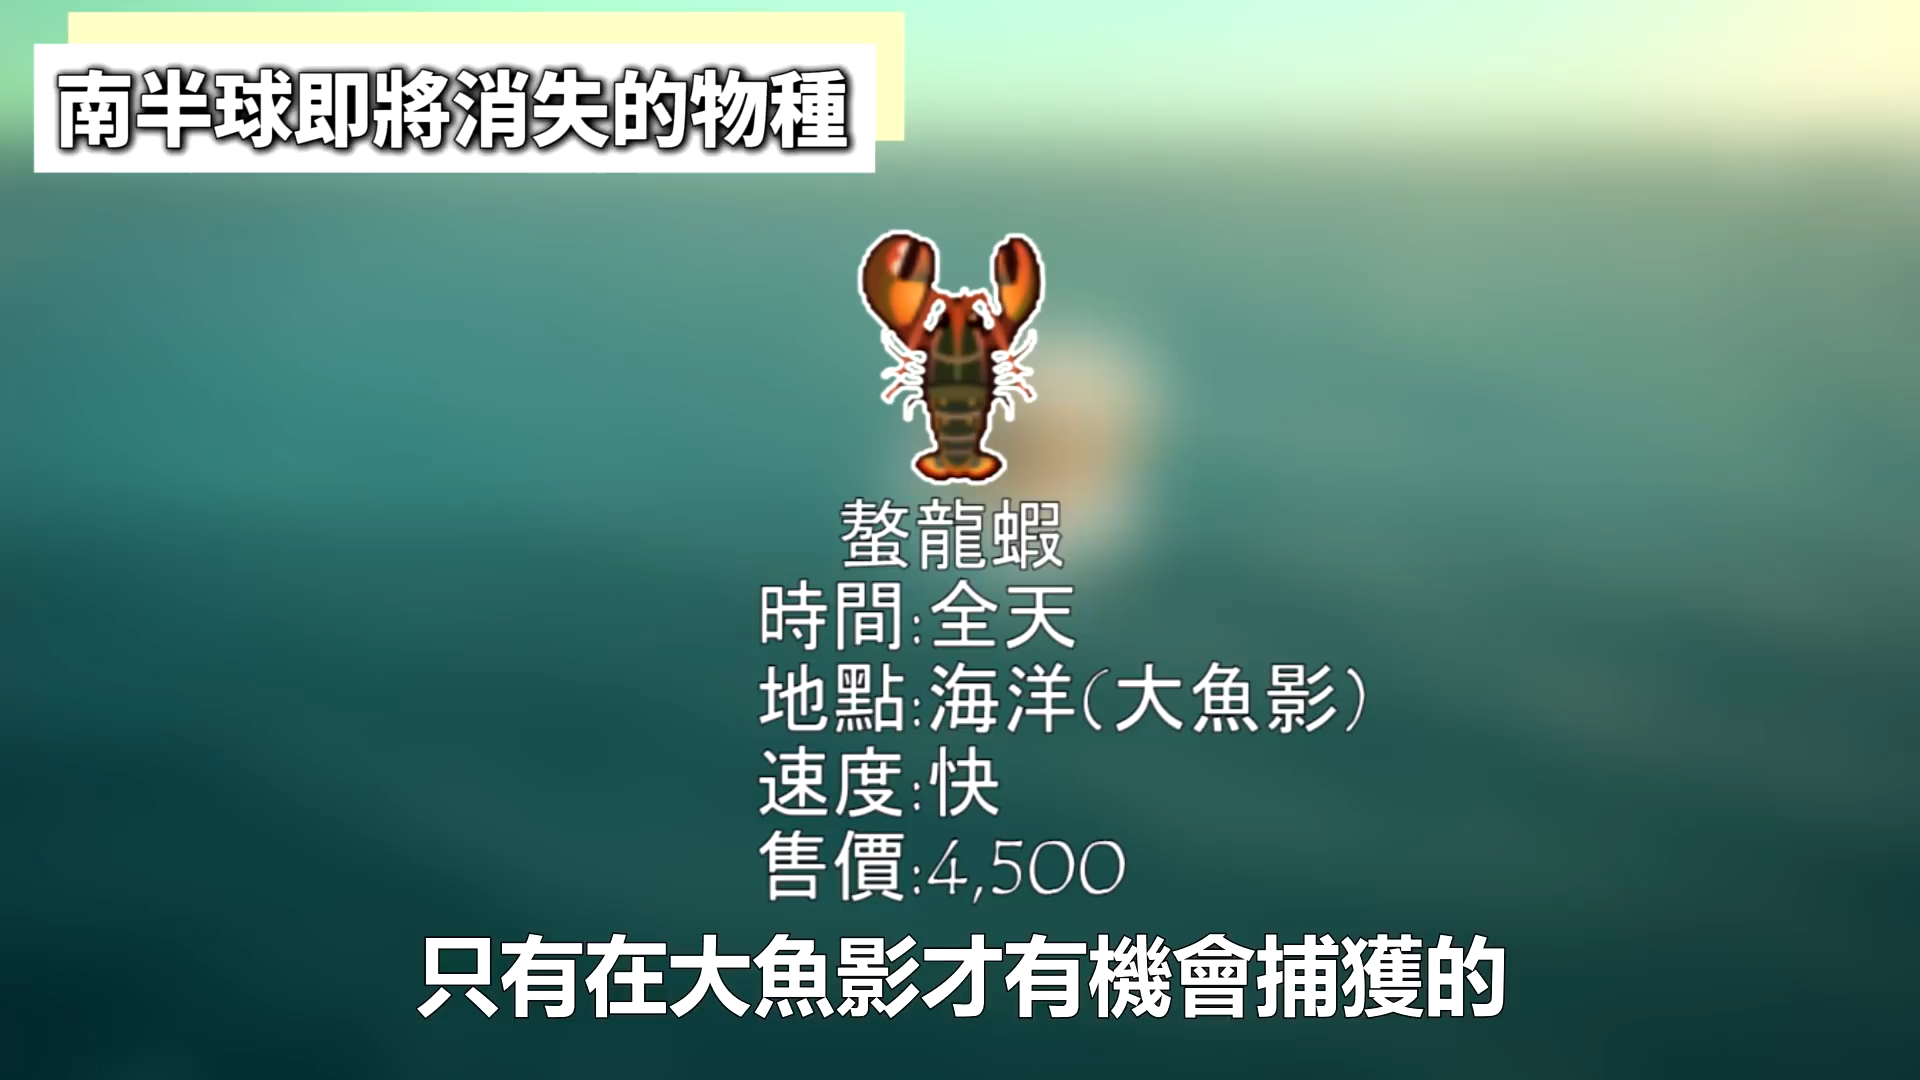 南半球即將消失的物種
螯龍蝦
時間:全天
地點:海洋(大魚影)
速度:快
售價:4,500
只有在大魚影才有機會捕獲的